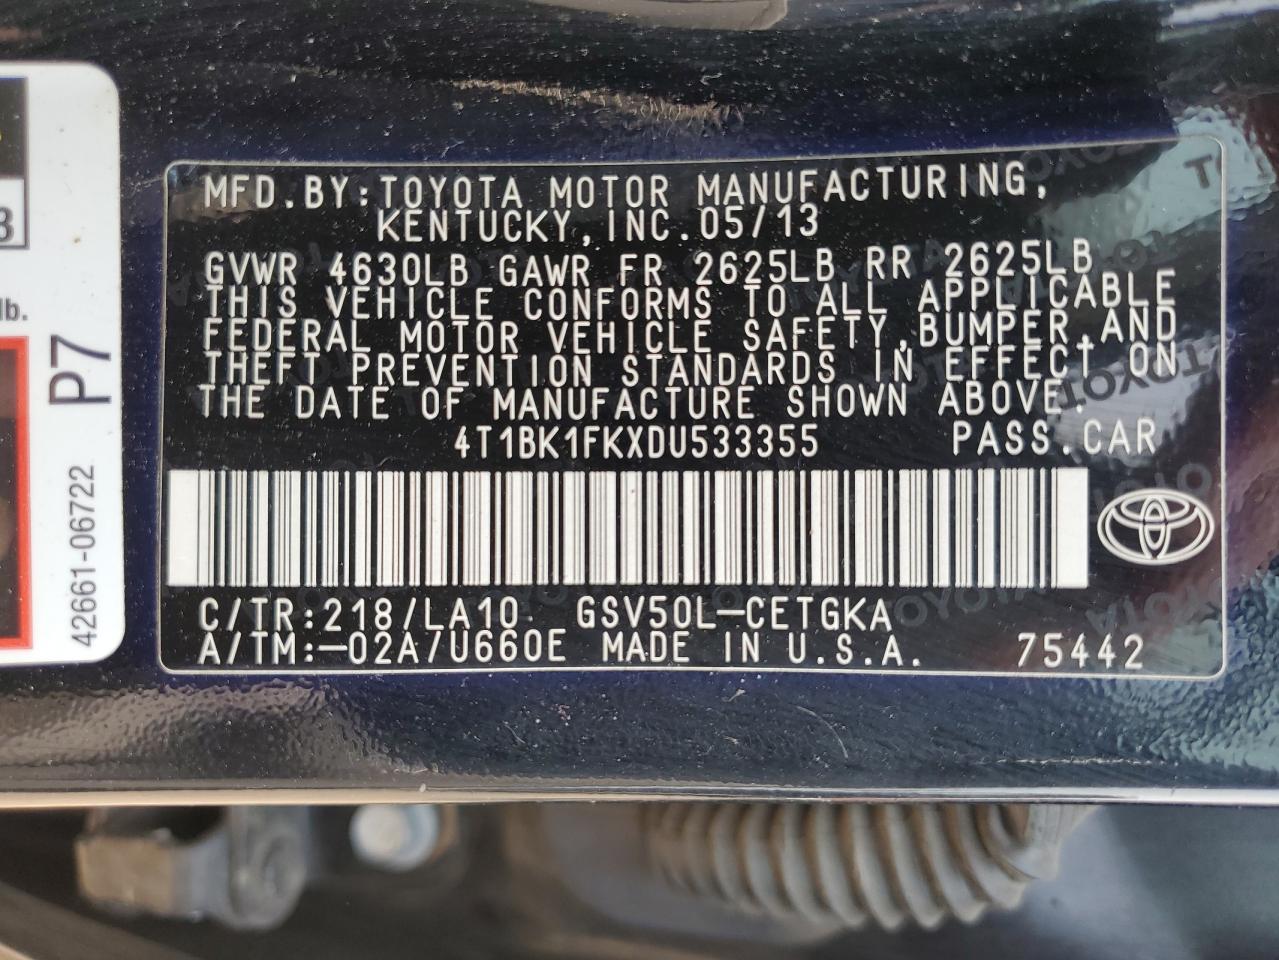 3
lb.
P7
42661-06722
MFD.BY:TOYOTA MOTOR MANUFACTURING,
KENTUCKY,INC.05/13
GVWR 4630LB GAWR FR 2625LB RR 2625LB
THIS VEHICLE CONFORMS TO ALL APPLICABLE
FEDERAL MOTOR VEHICLE SAFETY,BUMPER,AND
THEFT PREVENTION STANDARDS IN EFFECT ON
THE DATE OF MANUFACTURE SHOWN ABOVE.
4T1BK1FKXDU533355 PASS.CAR
C/TR:218/LA10 GSV50L-CETGKA
A/TM:-02A/U660E MADE IN U.S.A. 75442